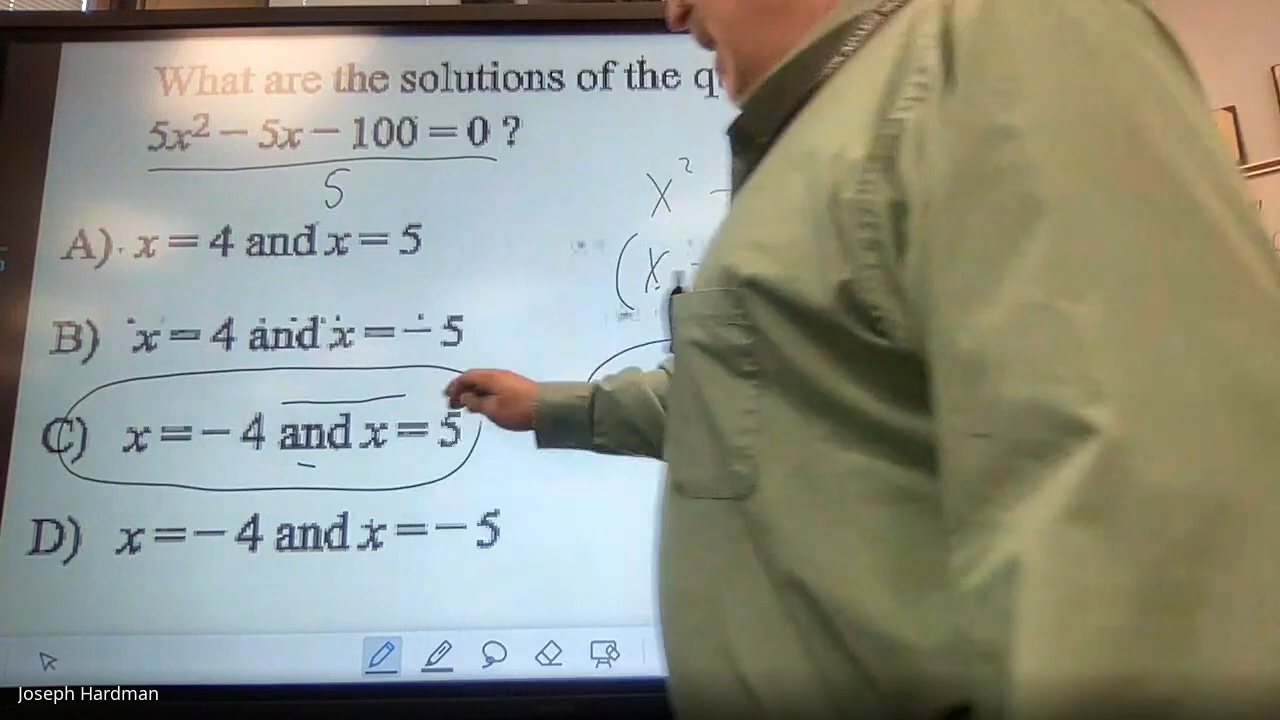 What are the solutions of the q
5x² − 5x − 100 = 0 ?
5
x²
(x
A) x = 4 and x = 5
B) x = 4 and x = − 5
C) x = − 4 and x = 5
D) x = − 4 and x = − 5
Joseph Hardman